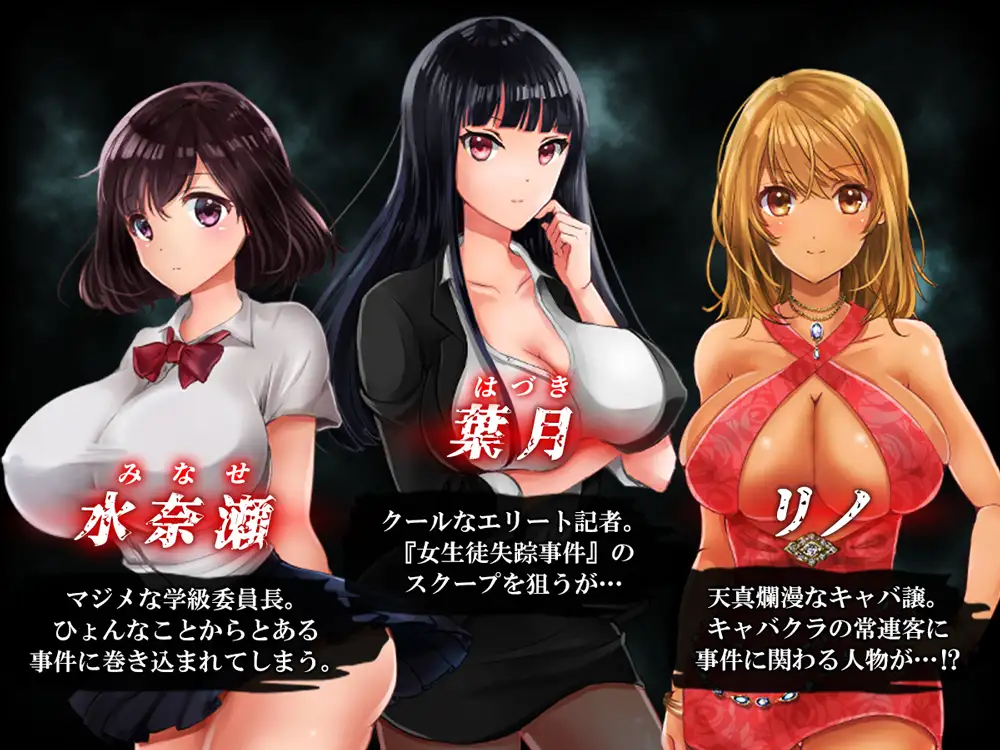 みなせ
水奈瀬
マジメな学級委員長。
ひょんなことからとある
事件に巻き込まれてしまう。
はづき
葉月
クールなエリート記者。
『女生徒失踪事件』の
スクープを狙うが…
リノ
天真爛漫なキャバ譲。
キャバクラの常連客に
事件に関わる人物が…!?